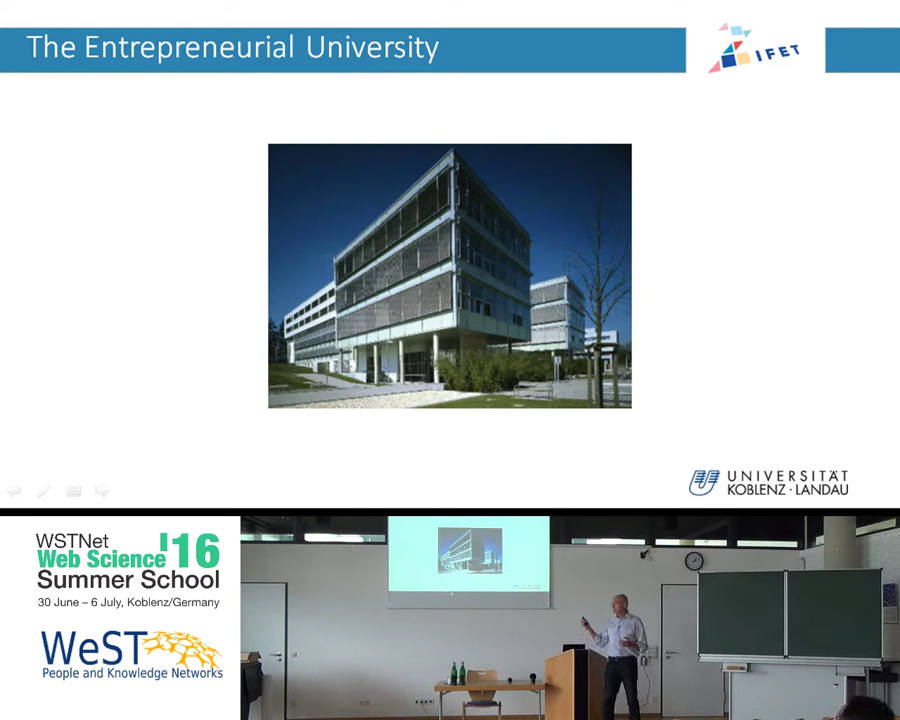 The Entrepreneurial University
IFET
UNIVERSITÄT
KOBLENZ · LANDAU
WSTNet
Web Science '16
Summer School
30 June – 6 July, Koblenz/Germany
WeST
People and Knowledge Networks